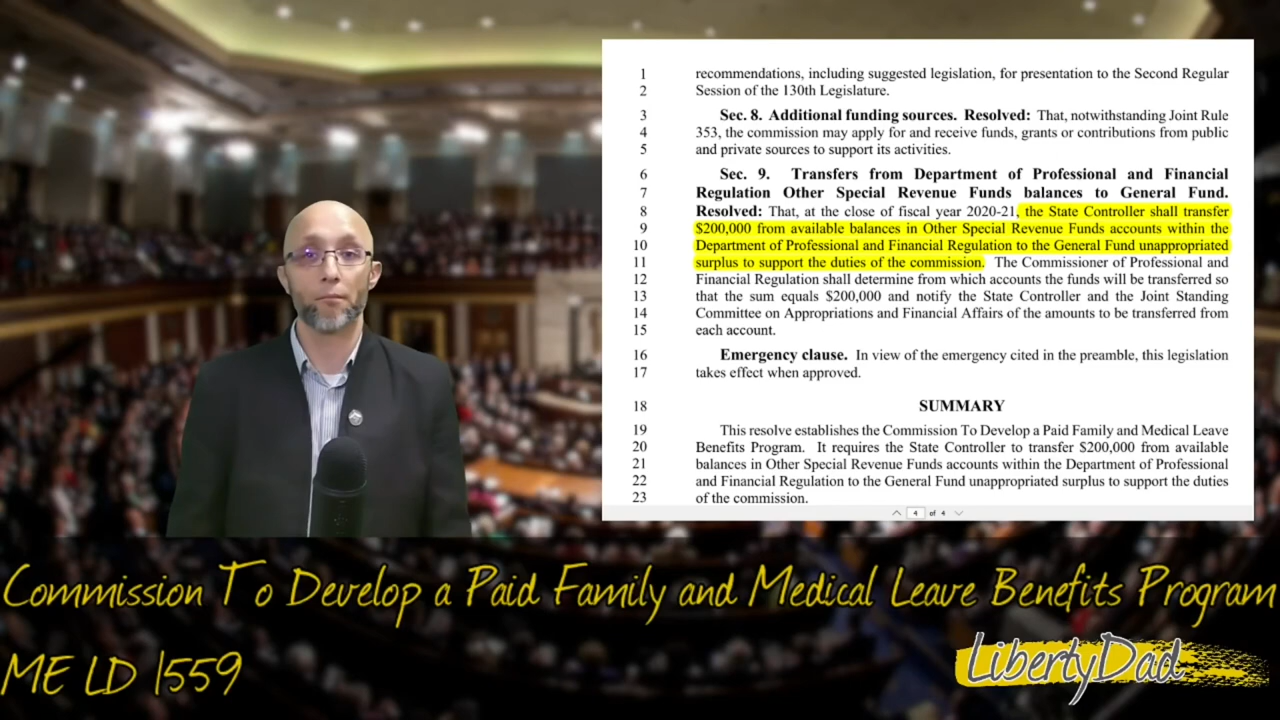 1 recommendations, including suggested legislation, for presentation to the Second Regular
2 Session of the 130th Legislature.
3 Sec. 8. Additional funding sources. Resolved: That, notwithstanding Joint Rule
4 353, the commission may apply for and receive funds, grants or contributions from public
5 and private sources to support its activities.
6 Sec. 9. Transfers from Department of Professional and Financial
7 Regulation Other Special Revenue Funds balances to General Fund.
8 Resolved: That, at the close of fiscal year 2020-21, the State Controller shall transfer
9 $200,000 from available balances in Other Special Revenue Funds accounts within the
10 Department of Professional and Financial Regulation to the General Fund unappropriated
11 surplus to support the duties of the commission. The Commissioner of Professional and
12 Financial Regulation shall determine from which accounts the funds will be transferred so
13 that the sum equals $200,000 and notify the State Controller and the Joint Standing
14 Committee on Appropriations and Financial Affairs of the amounts to be transferred from
15 each account.
16 Emergency clause. In view of the emergency cited in the preamble, this legislation
17 takes effect when approved.
18 SUMMARY
19 This resolve establishes the Commission To Develop a Paid Family and Medical Leave
20 Benefits Program. It requires the State Controller to transfer $200,000 from available
21 balances in Other Special Revenue Funds accounts within the Department of Professional
22 and Financial Regulation to the General Fund unappropriated surplus to support the duties
23 of the commission.
4 of 4
Commission To Develop a Paid Family and Medical Leave Benefits Program
ME LD 1559
LibertyDad